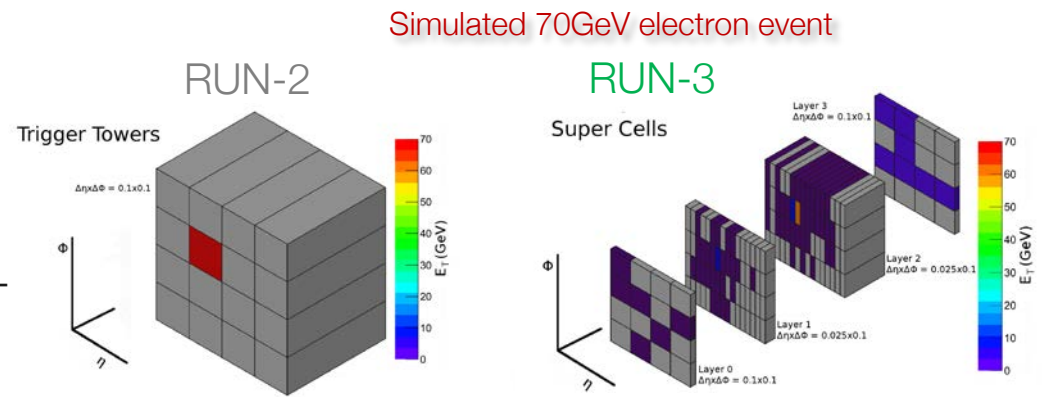 Simulated 70GeV electron event
RUN-2
RUN-3
Trigger Towers
ΔηxΔΦ = 0.1x0.1
Φ
η
70
60
50
40
30
20
10
0
E_T (GeV)
Super Cells
Φ
η
Layer 0
ΔηxΔΦ = 0.1x0.1
Layer 1
ΔηxΔΦ = 0.025x0.1
Layer 2
ΔηxΔΦ = 0.025x0.1
Layer 3
ΔηxΔΦ = 0.1x0.1
70
60
50
40
30
20
10
0
E_T (GeV)